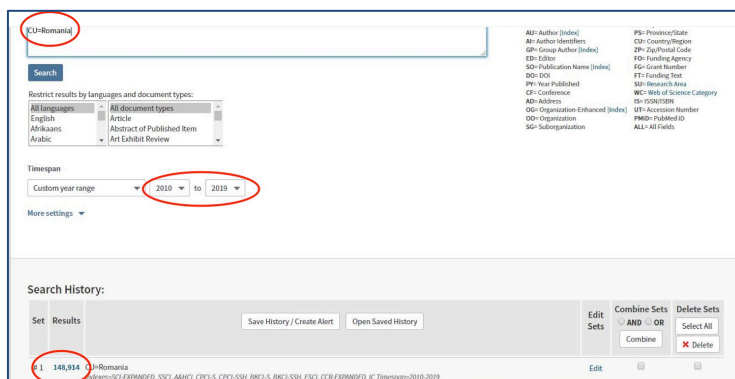 CU=Romania
Search
Restrict results by languages and document types:
All languages
English
Afrikaans
Arabic
All document types
Article
Abstract of Published Item
Art Exhibit Review
Timespan
Custom year range 2010 to 2019
More settings
AU= Author [Index]
AI= Author Identifiers
GP= Group Author [Index]
ED= Editor
SO= Publication Name [Index]
DO= DOI
PY= Year Published
CF= Conference
AD= Address
OG= Organization-Enhanced [Index]
OO= Organization
SG= Suborganization
PS= Province/State
CU= Country/Region
ZP= Zip/Postal Code
FO= Funding Agency
FG= Grant Number
FT= Funding Text
SU= Research Area
WC= Web of Science Category
IS= ISSN/ISBN
UT= Accession Number
PMID= PubMed ID
ALL= All Fields
Search History:
Set Results Save History / Create Alert Open Saved History Edit Sets
Combine Sets
AND OR
Combine
Delete Sets
Select All
Delete
# 1 148,914 CU=Romania Edit
Indexes=SCI-EXPANDED, SSCI, A&HCI, CPCI-S, CPCI-SSH, BKCI-S, BKCI-SSH, ESCI, CCR-EXPANDED, IC Timespan=2010-2019